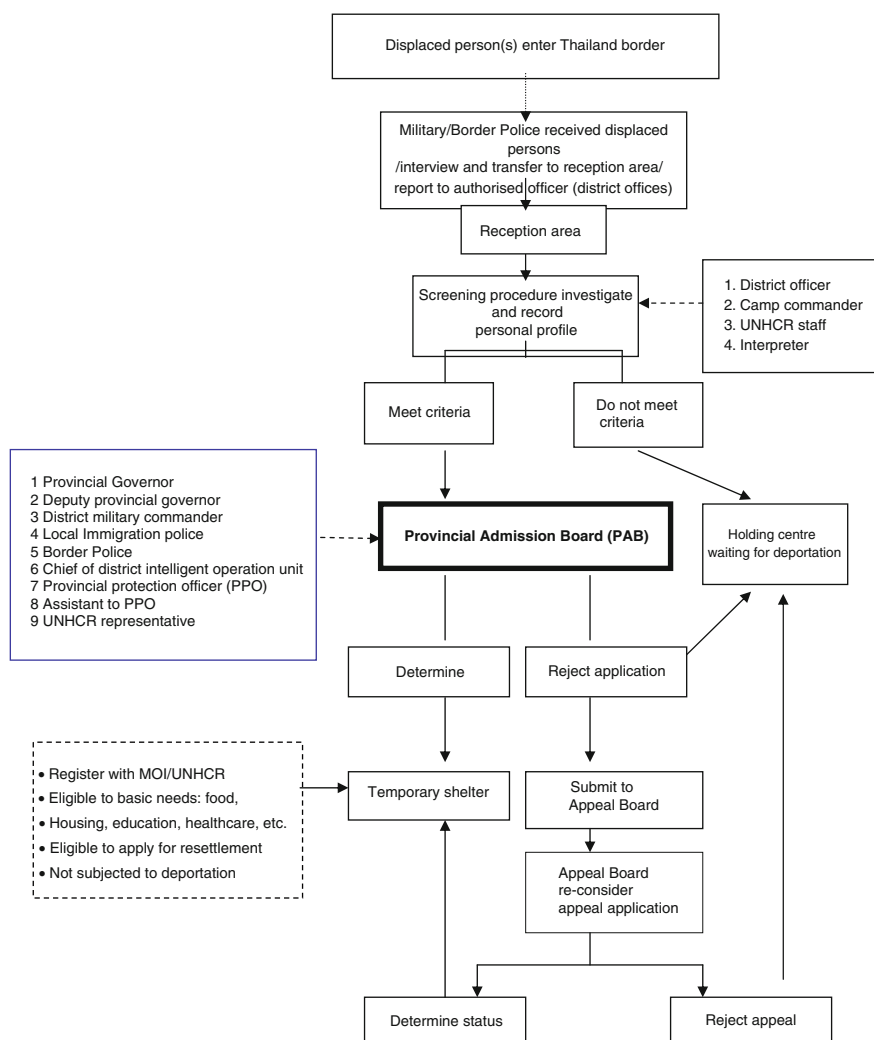 Displaced person(s) enter Thailand border
Military/Border Police received displaced
persons
/interview and transfer to reception area/
report to authorised officer (district offices)
Reception area
Screening procedure investigate
and record
personal profile
1. District officer
2. Camp commander
3. UNHCR staff
4. Interpreter
Meet criteria
Do not meet
criteria
1 Provincial Governor
2 Deputy provincial governor
3 District military commander
4 Local Immigration police
5 Border Police
6 Chief of district intelligent operation unit
7 Provincial protection officer (PPO)
8 Assistant to PPO
9 UNHCR representative
Provincial Admission Board (PAB)
Holding centre
waiting for deportation
Determine
Reject application
• Register with MOI/UNHCR
• Eligible to basic needs: food,
• Housing, education, healthcare, etc.
• Eligible to apply for resettlement
• Not subjected to deportation
Temporary shelter
Submit to
Appeal Board
Appeal Board
re-consider
appeal application
Determine status
Reject appeal